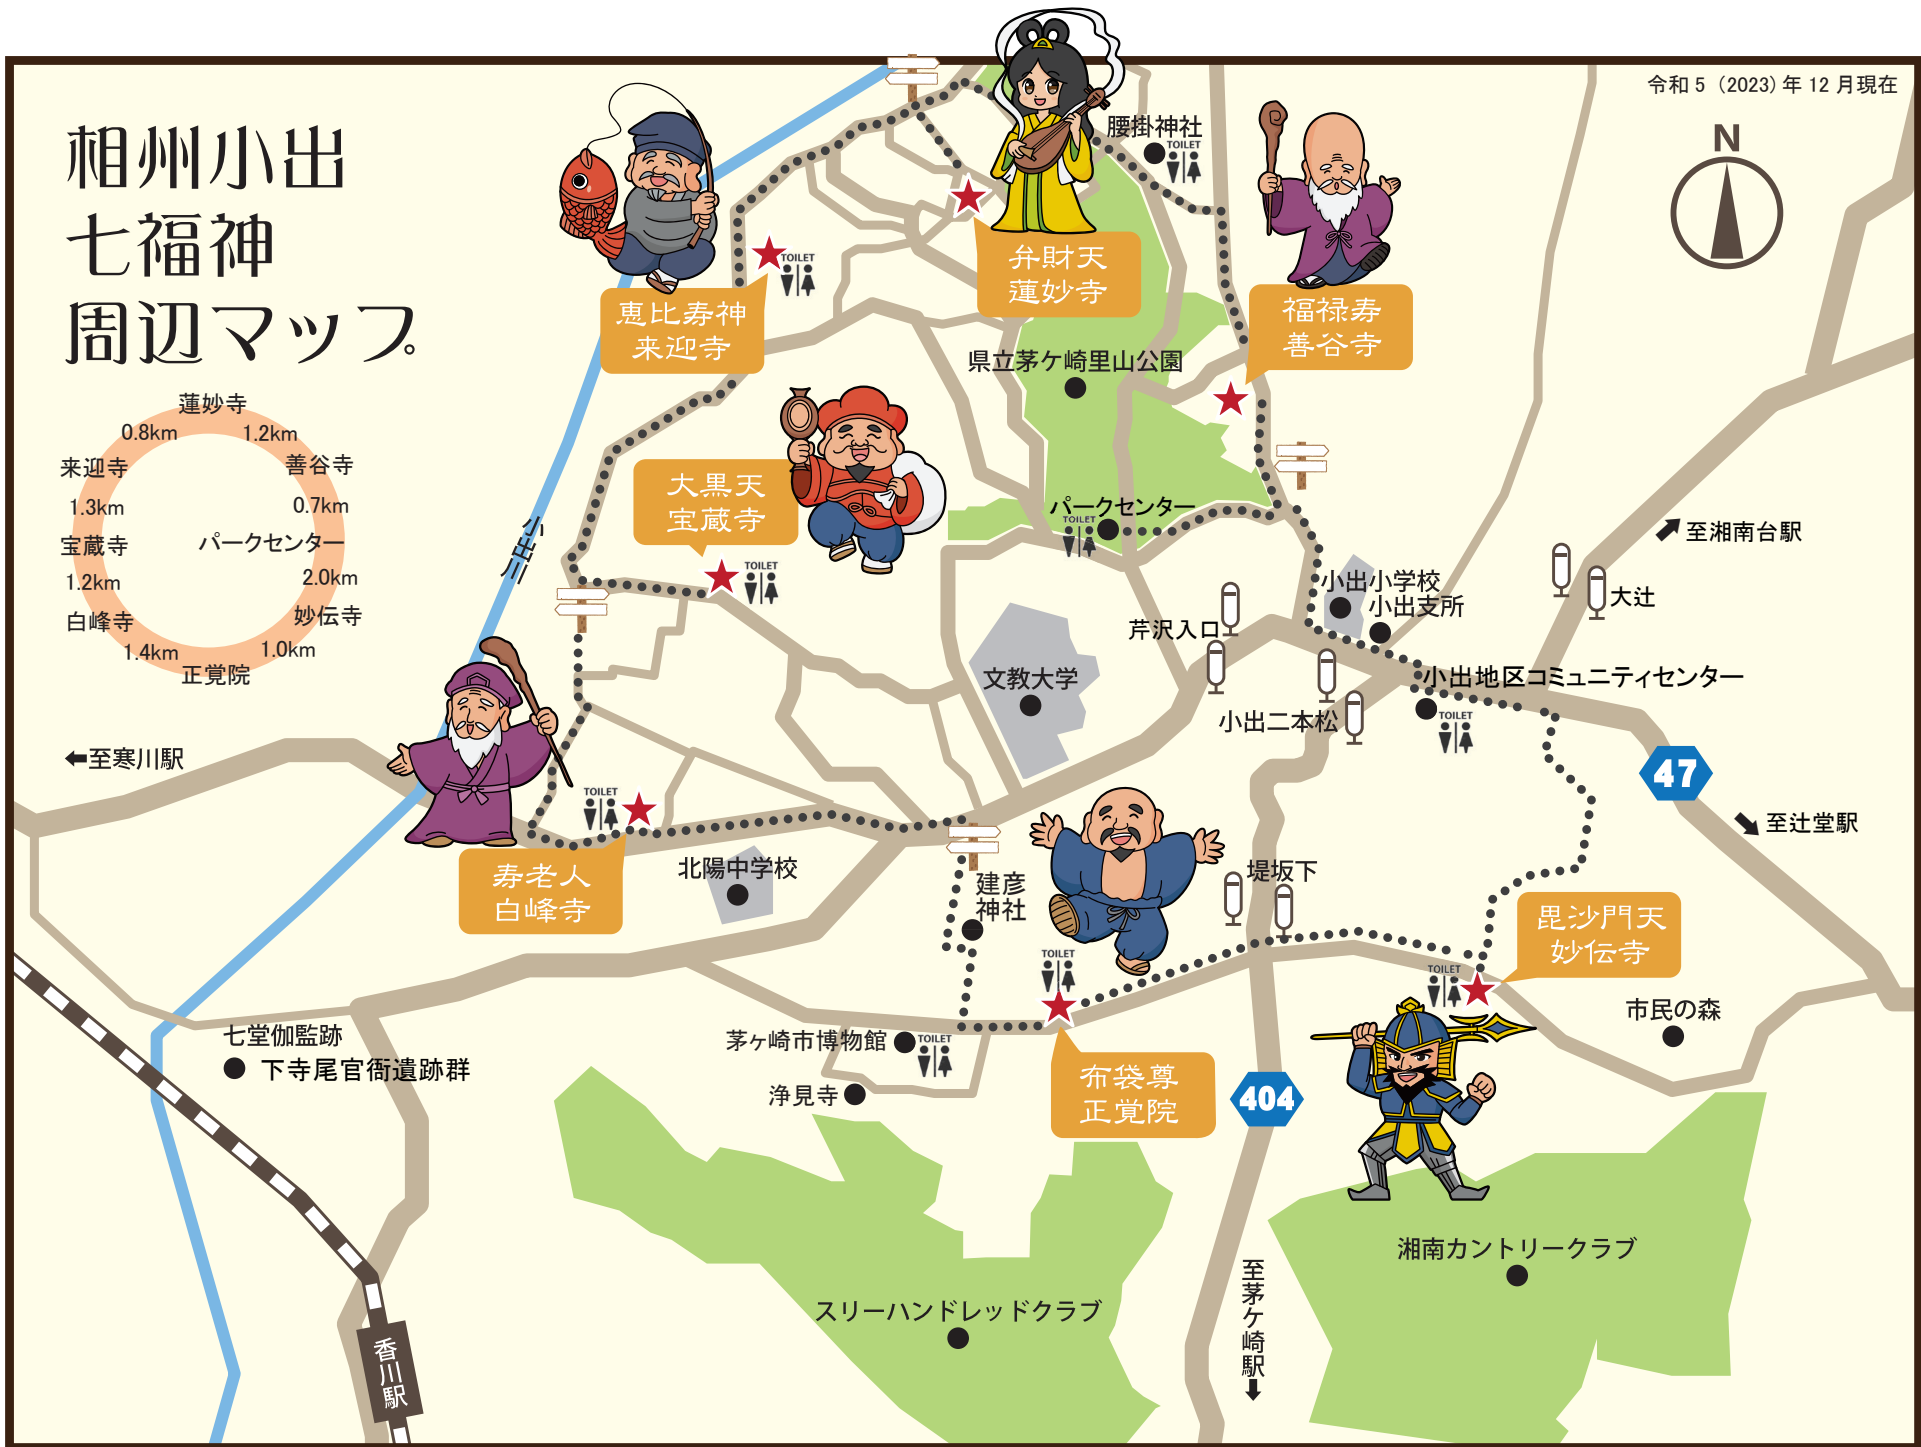 令和5（2023）年12月現在
相州小出
七福神
周辺マップ。
N
蓮妙寺
0.8km
1.2km
来迎寺
善谷寺
1.3km
0.7km
宝蔵寺
パークセンター
1.2km
2.0km
白峰寺
妙伝寺
1.4km
1.0km
正覚院
小出川
腰掛神社
TOILET
TOILET
恵比寿神
来迎寺
弁財天
蓮妙寺
福禄寿
善谷寺
県立茅ケ崎里山公園
大黒天
宝蔵寺
TOILET
パークセンター
TOILET
至湘南台駅
小出小学校
小出支所
大辻
芹沢入口
文教大学
小出地区コミュニティセンター
TOILET
小出二本松
至寒川駅
47
至辻堂駅
TOILET
寿老人
白峰寺
北陽中学校
建彦
神社
堤坂下
毘沙門天
妙伝寺
TOILET
TOILET
市民の森
七堂伽監跡
下寺尾官衙遺跡群
茅ヶ崎市博物館
TOILET
浄見寺
布袋尊
正覚院
404
湘南カントリークラブ
スリーハンドレッドクラブ
至茅ケ崎駅
香川駅